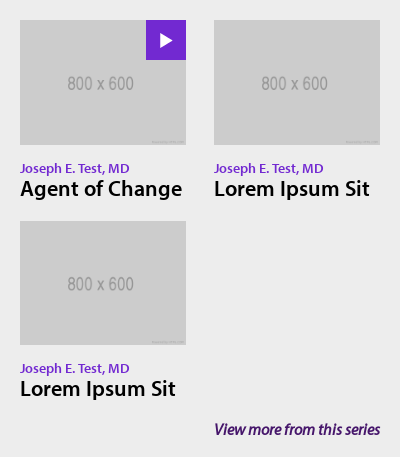 800 x 600
Joseph E. Test, MD
Agent of Change
800 x 600
Joseph E. Test, MD
Lorem Ipsum Sit
800 x 600
Joseph E. Test, MD
Lorem Ipsum Sit
View more from this series